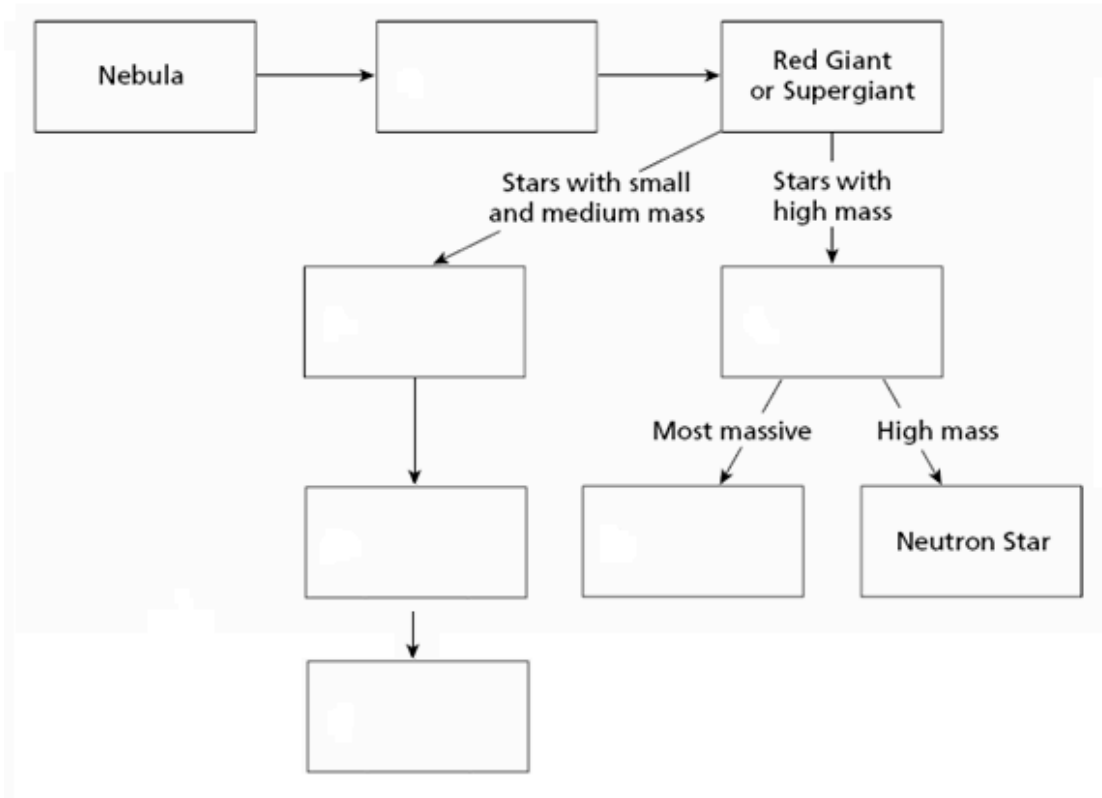 Nebula
Red Giant
or Supergiant
Stars with small
and medium mass
Stars with
high mass
Most massive
High mass
Neutron Star